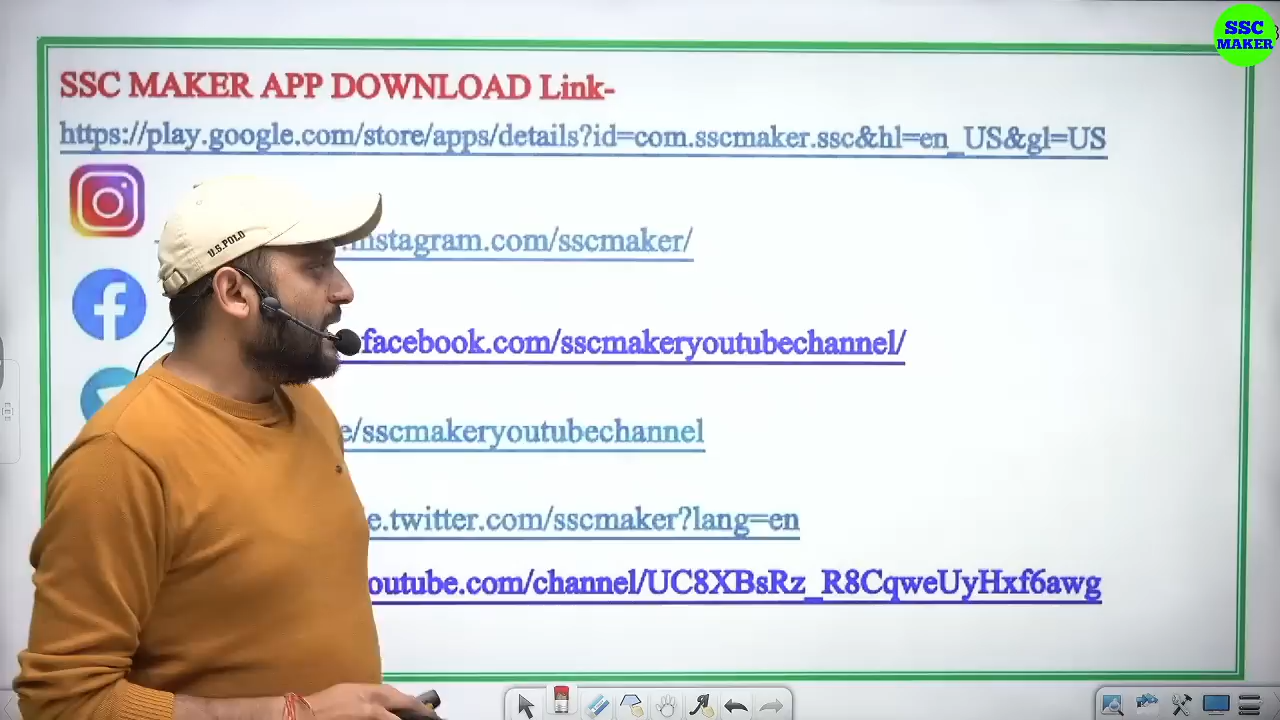 SSC
MAKER
SSC MAKER APP DOWNLOAD Link-
https://play.google.com/store/apps/details?id=com.sscmaker.ssc&hl=en_US&gl=US
.instagram.com/sscmaker/
U.S.POLO
facebook.com/sscmakeryoutubechannel/
e/sscmakeryoutubechannel
e.twitter.com/sscmaker?lang=en
outube.com/channel/UC8XBsRz_R8CqweUyHxf6awg